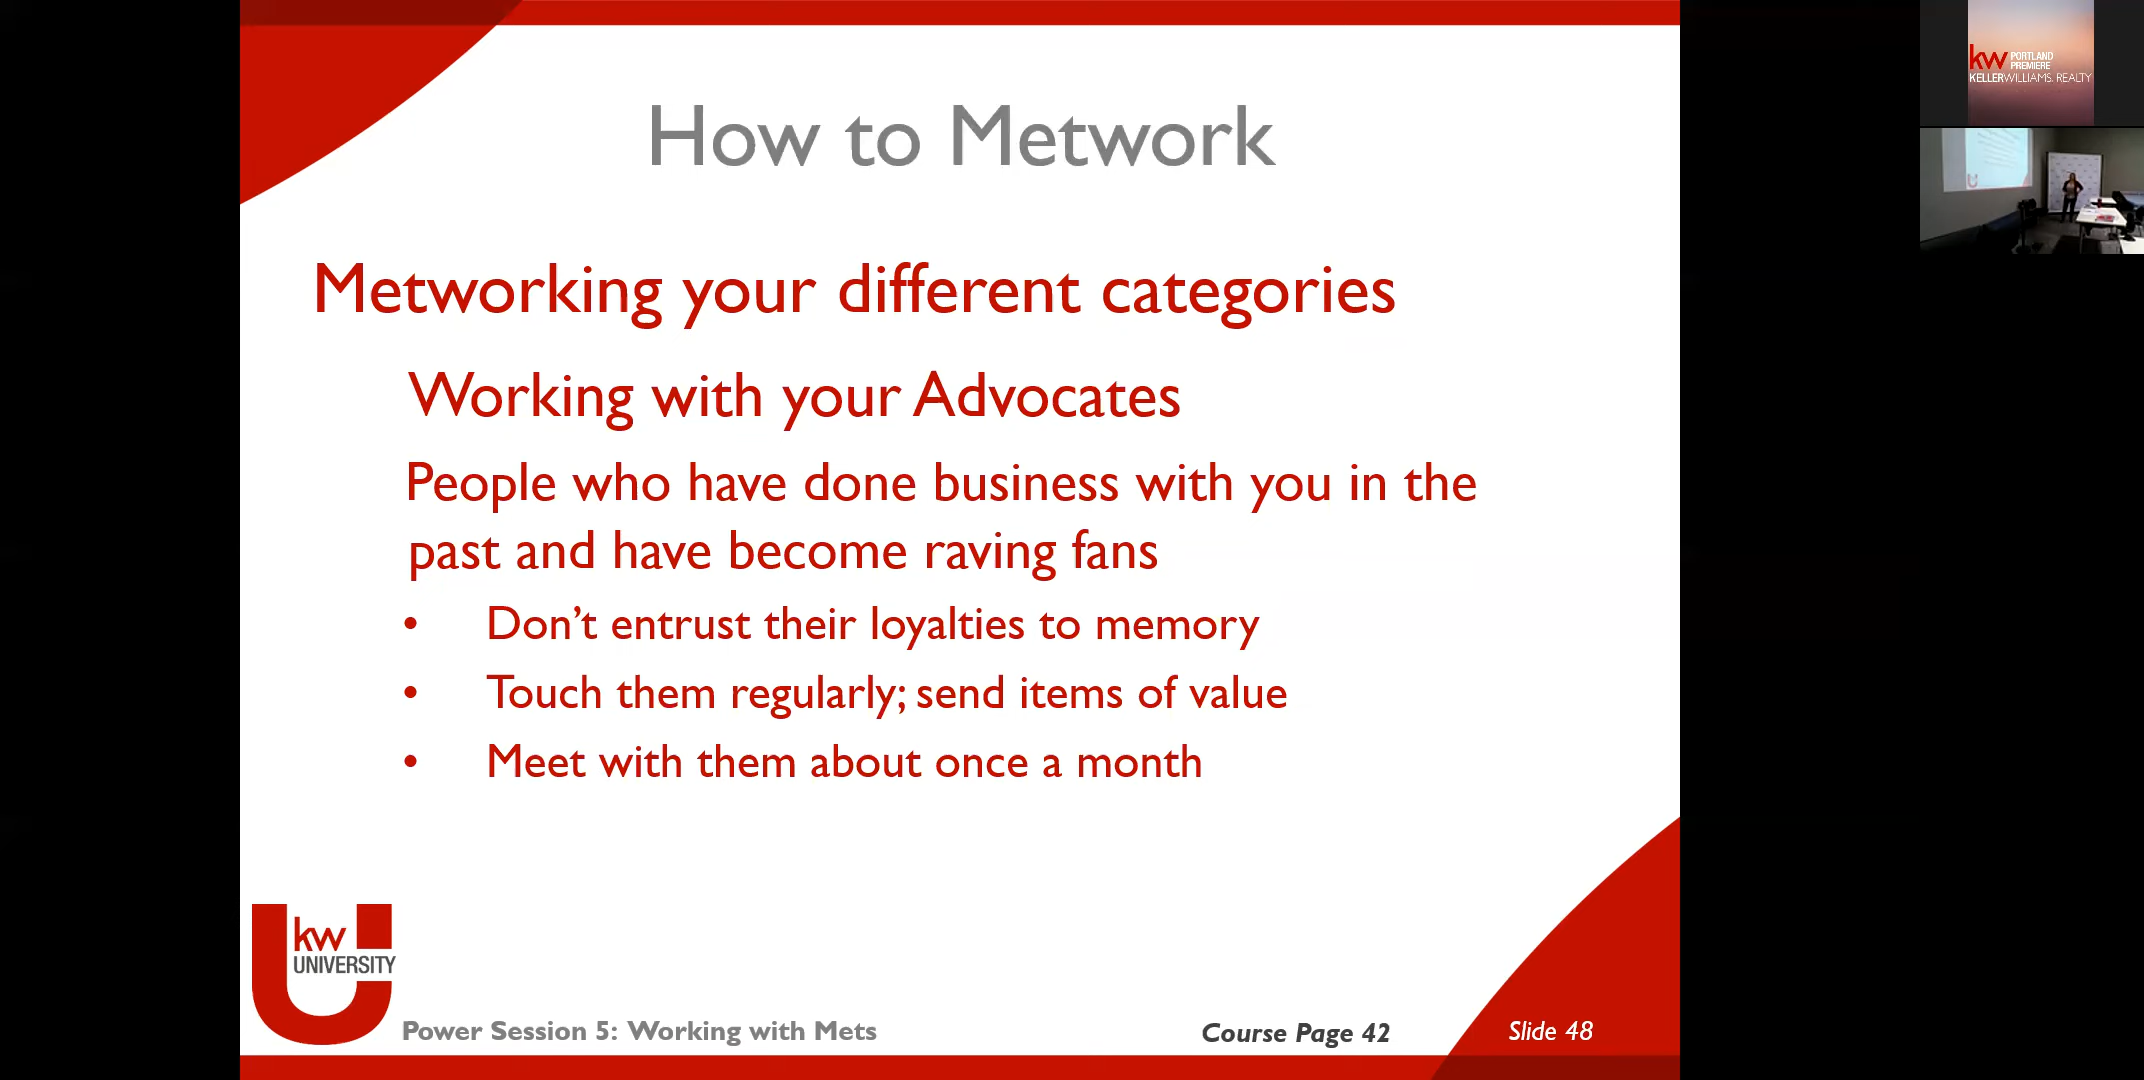 How to Metwork
Metworking your different categories
Working with your Advocates
People who have done business with you in the
past and have become raving fans
• Don’t entrust their loyalties to memory
• Touch them regularly; send items of value
• Meet with them about once a month
kw
UNIVERSITY
Power Session 5: Working with Mets
Course Page 42
Slide 48
kw PORTLAND
PREMIERE
KELLERWILLIAMS. REALTY